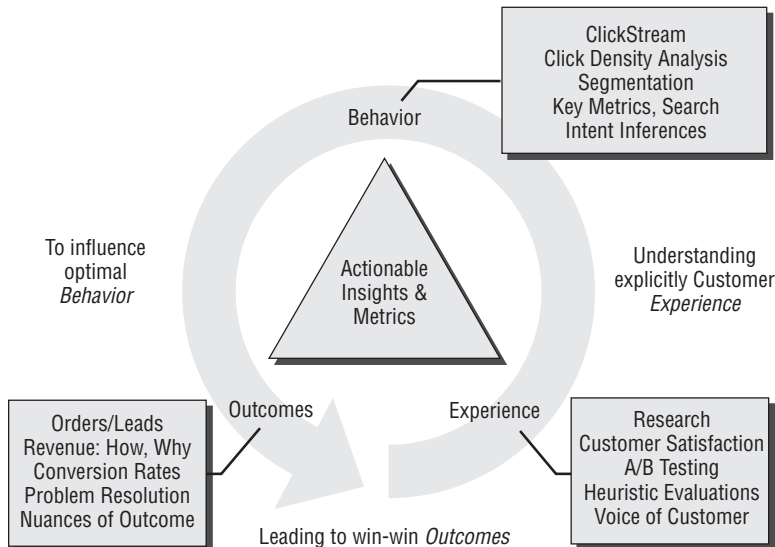 ClickStream
Click Density Analysis
Segmentation
Key Metrics, Search
Intent Inferences
Behavior
To influence
optimal
Behavior
Actionable
Insights &
Metrics
Understanding
explicitly Customer
Experience
Outcomes
Experience
Orders/Leads
Revenue: How, Why
Conversion Rates
Problem Resolution
Nuances of Outcome
Research
Customer Satisfaction
A/B Testing
Heuristic Evaluations
Voice of Customer
Leading to win-win Outcomes